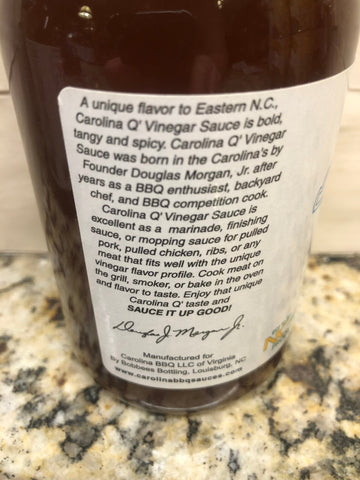 A unique flavor to Eastern N.C.,
Carolina Q' Vinegar Sauce is bold,
tangy and spicy. Carolina Q' Vinegar
Sauce was born in the Carolina's by
Founder Douglas Morgan, Jr. after
years as a BBQ enthusiast, backyard
chef, and BBQ competition cook.
Carolina Q' Vinegar Sauce is
excellent as a marinade, finishing
sauce, or mopping sauce for pulled
pork, pulled chicken, ribs, or any
meat that fits well with the unique
vinegar flavor profile. Cook meat on
the grill, smoker, or bake in the oven
and flavor to taste. Enjoy that unique
Carolina Q' taste and
SAUCE IT UP GOOD!
Douglas J. Morgan Jr.
Manufactured for
Carolina BBQ LLC of Virginia
By Bobbees Bottling, Louisburg, NC
www.carolinabbqsauces.com